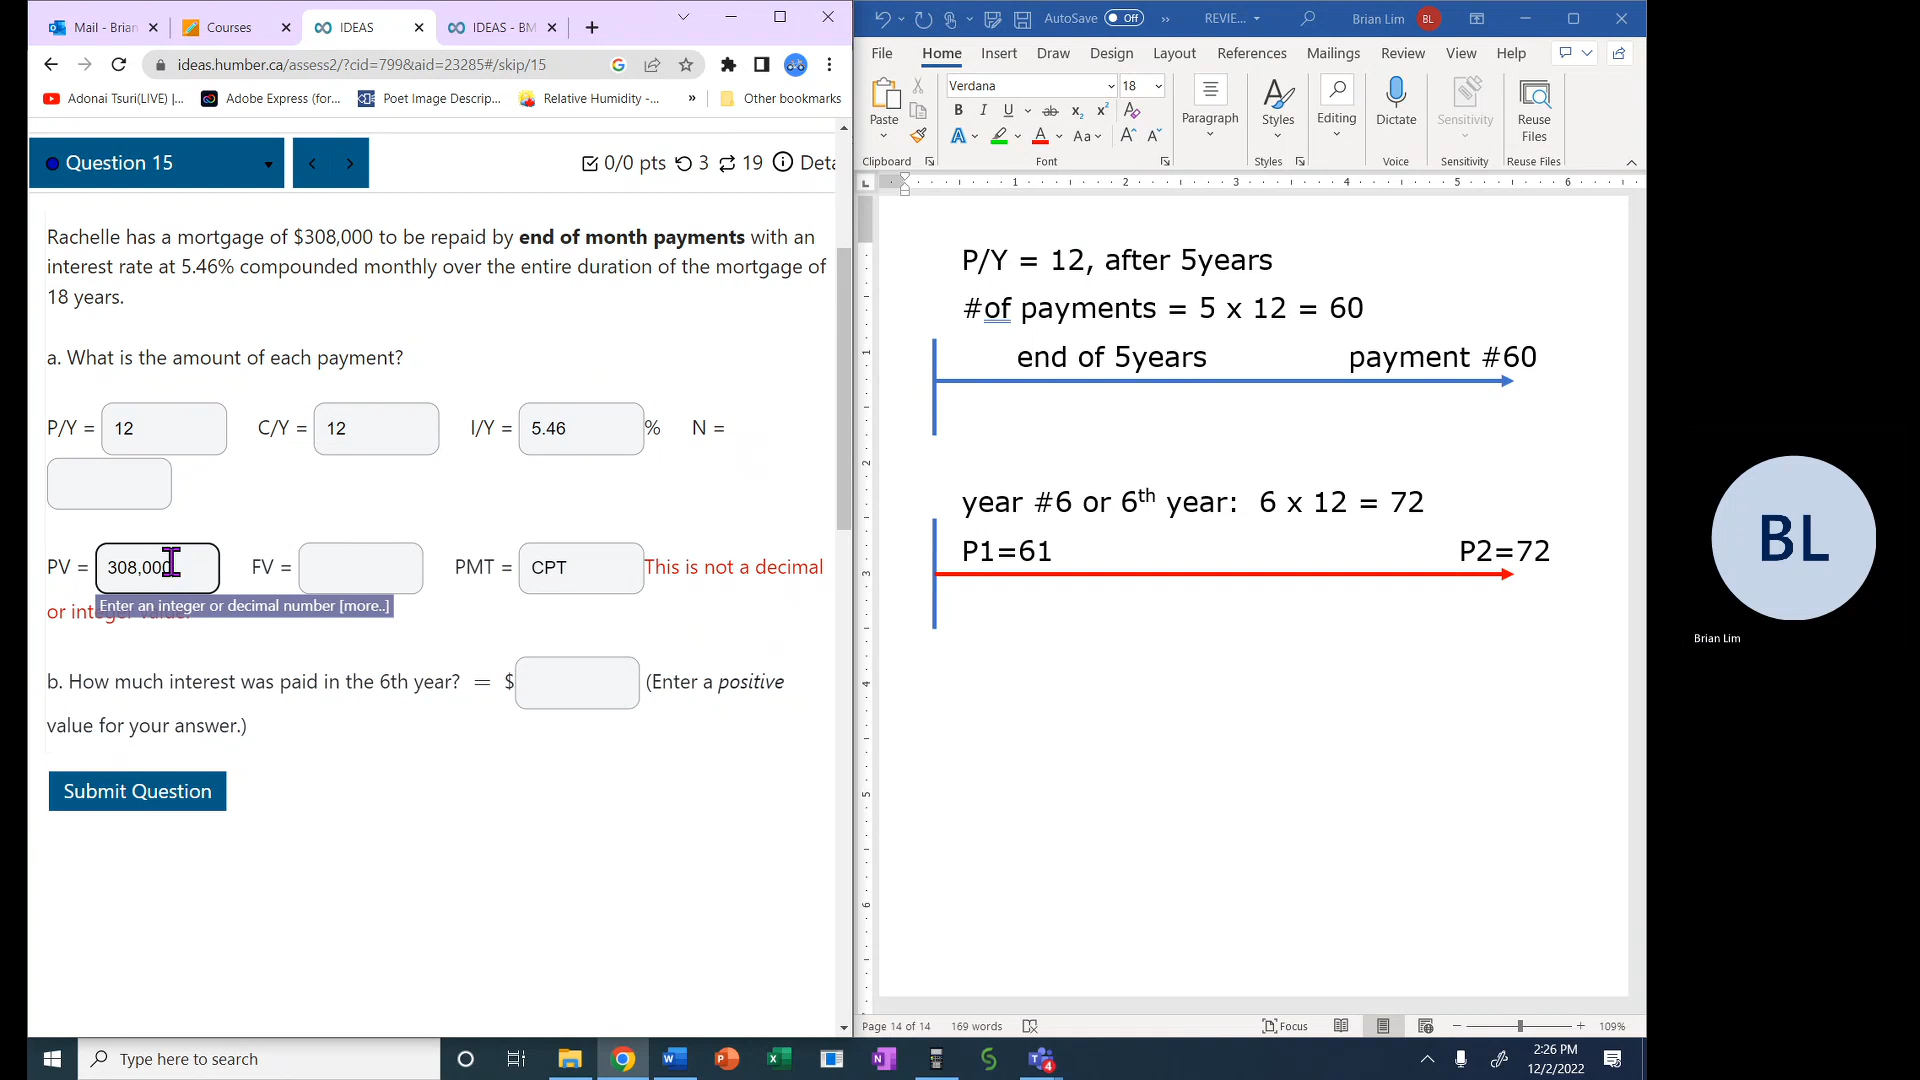 Mail - Brian
Courses
IDEAS
IDEAS - BM
AutoSave Off
REVIE...
Brian Lim BL
ideas.humber.ca/assess2/?cid=799&aid=23285#/skip/15
File Home Insert Draw Design Layout References Mailings Review View Help
Adonai Tsuri(LIVE) |...
Adobe Express (for...
Poet Image Descrip...
Relative Humidity -...
» Other bookmarks
Verdana 18
Paste
Paragraph
Styles
Editing
Dictate
Sensitivity
Reuse Files
Clipboard Font Styles Voice Sensitivity Reuse Files
Question 15
0/0 pts 3 19 Deta
Rachelle has a mortgage of $308,000 to be repaid by end of month payments with an
interest rate at 5.46% compounded monthly over the entire duration of the mortgage of
18 years.
a. What is the amount of each payment?
P/Y = 12 C/Y = 12 I/Y = 5.46 % N =
PV = 308,000 FV = PMT = CPT This is not a decimal
or integer value.
Enter an integer or decimal number [more..]
b. How much interest was paid in the 6th year? = $ (Enter a positive
value for your answer.)
Submit Question
P/Y = 12, after 5years
#of payments = 5 x 12 = 60
end of 5years payment #60
year #6 or 6th year: 6 x 12 = 72
P1=61 P2=72
BL
Brian Lim
Page 14 of 14 169 words Focus 109%
Type here to search
4
2:26 PM
12/2/2022